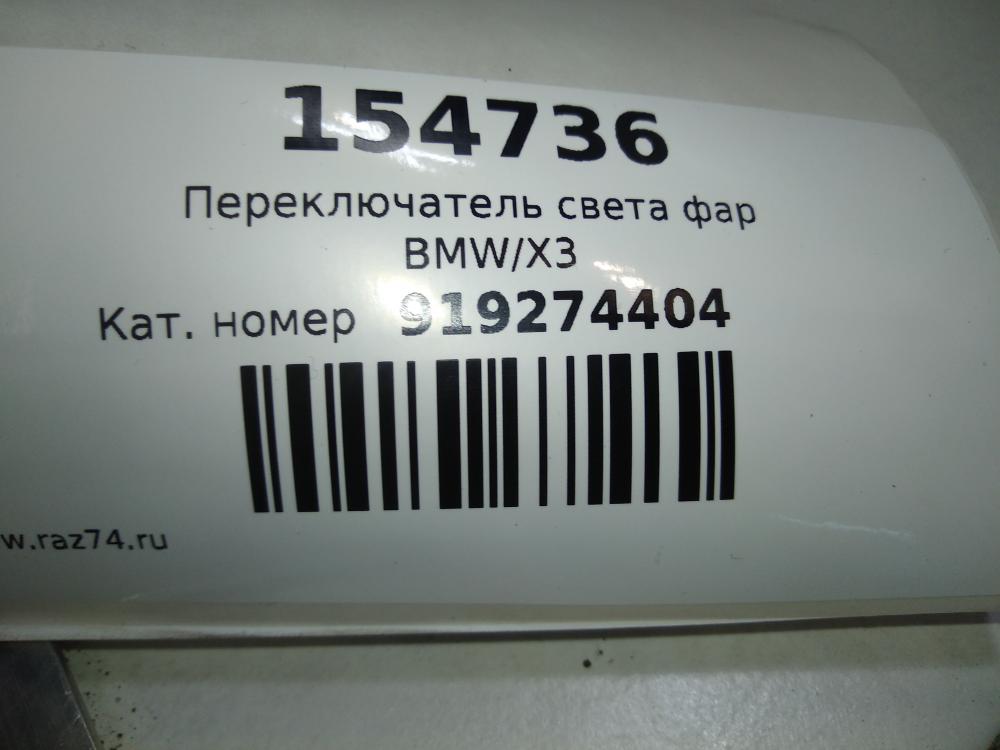 154736
Переключатель света фар
BMW/X3
Кат. номер 919274404
w.raz74.ru